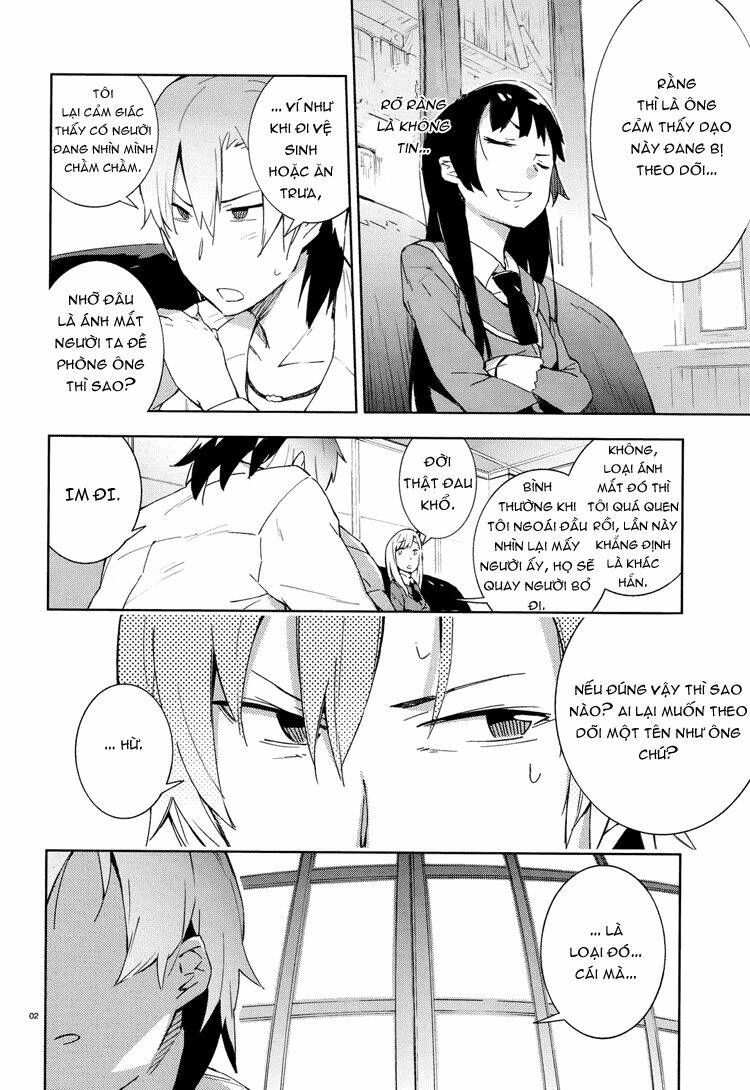 RẰNG
THÌ LÀ ÔNG
CẢM THẤY DẠO
NÀY ĐANG BỊ
THEO DÕI...
RÕ RÀNG
LÀ KHÔNG
TIN...
... VÍ NHƯ
KHI ĐI VỆ
SINH
HOẶC ĂN
TRƯA,
TÔI
LẠI CẢM GIÁC
THẤY CÓ NGƯỜI
ĐANG NHÌN MÌNH
CHẰM CHẰM.
NHỠ ĐÂU
LÀ ÁNH MẮT
NGƯỜI TA ĐỀ
PHÒNG ÔNG
THÌ SAO?
KHÔNG,
LOẠI ÁNH
MẮT ĐÓ THÌ
TÔI QUÁ QUEN
RỒI, LẦN NÀY
KHẲNG ĐỊNH
LÀ KHÁC
HẲN.
BÌNH
THƯỜNG KHI
TÔI NGOÁI ĐẦU
NHÌN LẠI MẤY
NGƯỜI ẤY, HỌ SẼ
QUAY NGƯỜI BỎ
ĐI.
ĐỜI
THẬT ĐAU
KHỔ.
IM ĐI.
NẾU ĐÚNG VẬY THÌ SAO
NÀO? AI LẠI MUỐN THEO
DÕI MỘT TÊN NHƯ ÔNG
CHỨ?
... HỪ.
... LÀ
LOẠI ĐÓ...
CÁI MÀ...
02